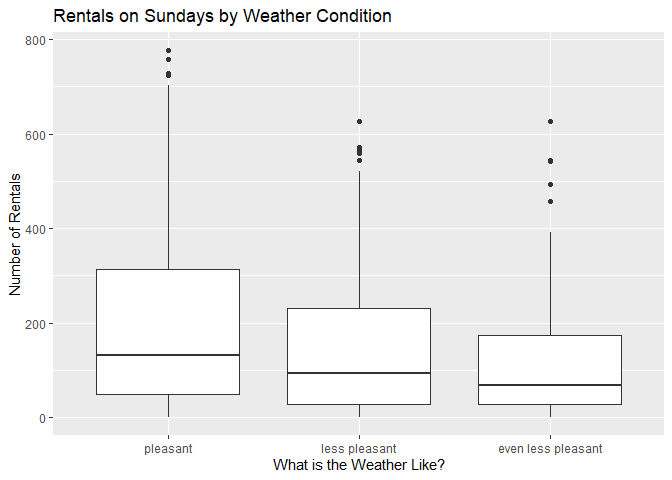 Rentals on Sundays by Weather Condition
800
600
400
200
0
Number of Rentals
pleasant
less pleasant
even less pleasant
What is the Weather Like?